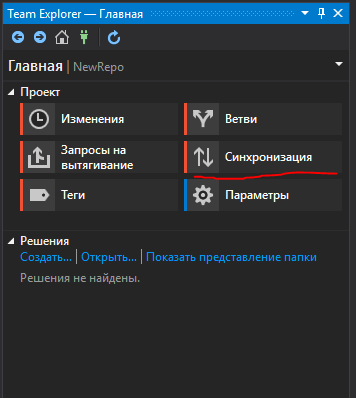 Team Explorer — Главная
Главная | NewRepo
Проект
Изменения
Ветви
Запросы на вытягивание
Синхронизация
Теги
Параметры
Решения
Создать... | Открыть... | Показать представление папки
Решения не найдены.